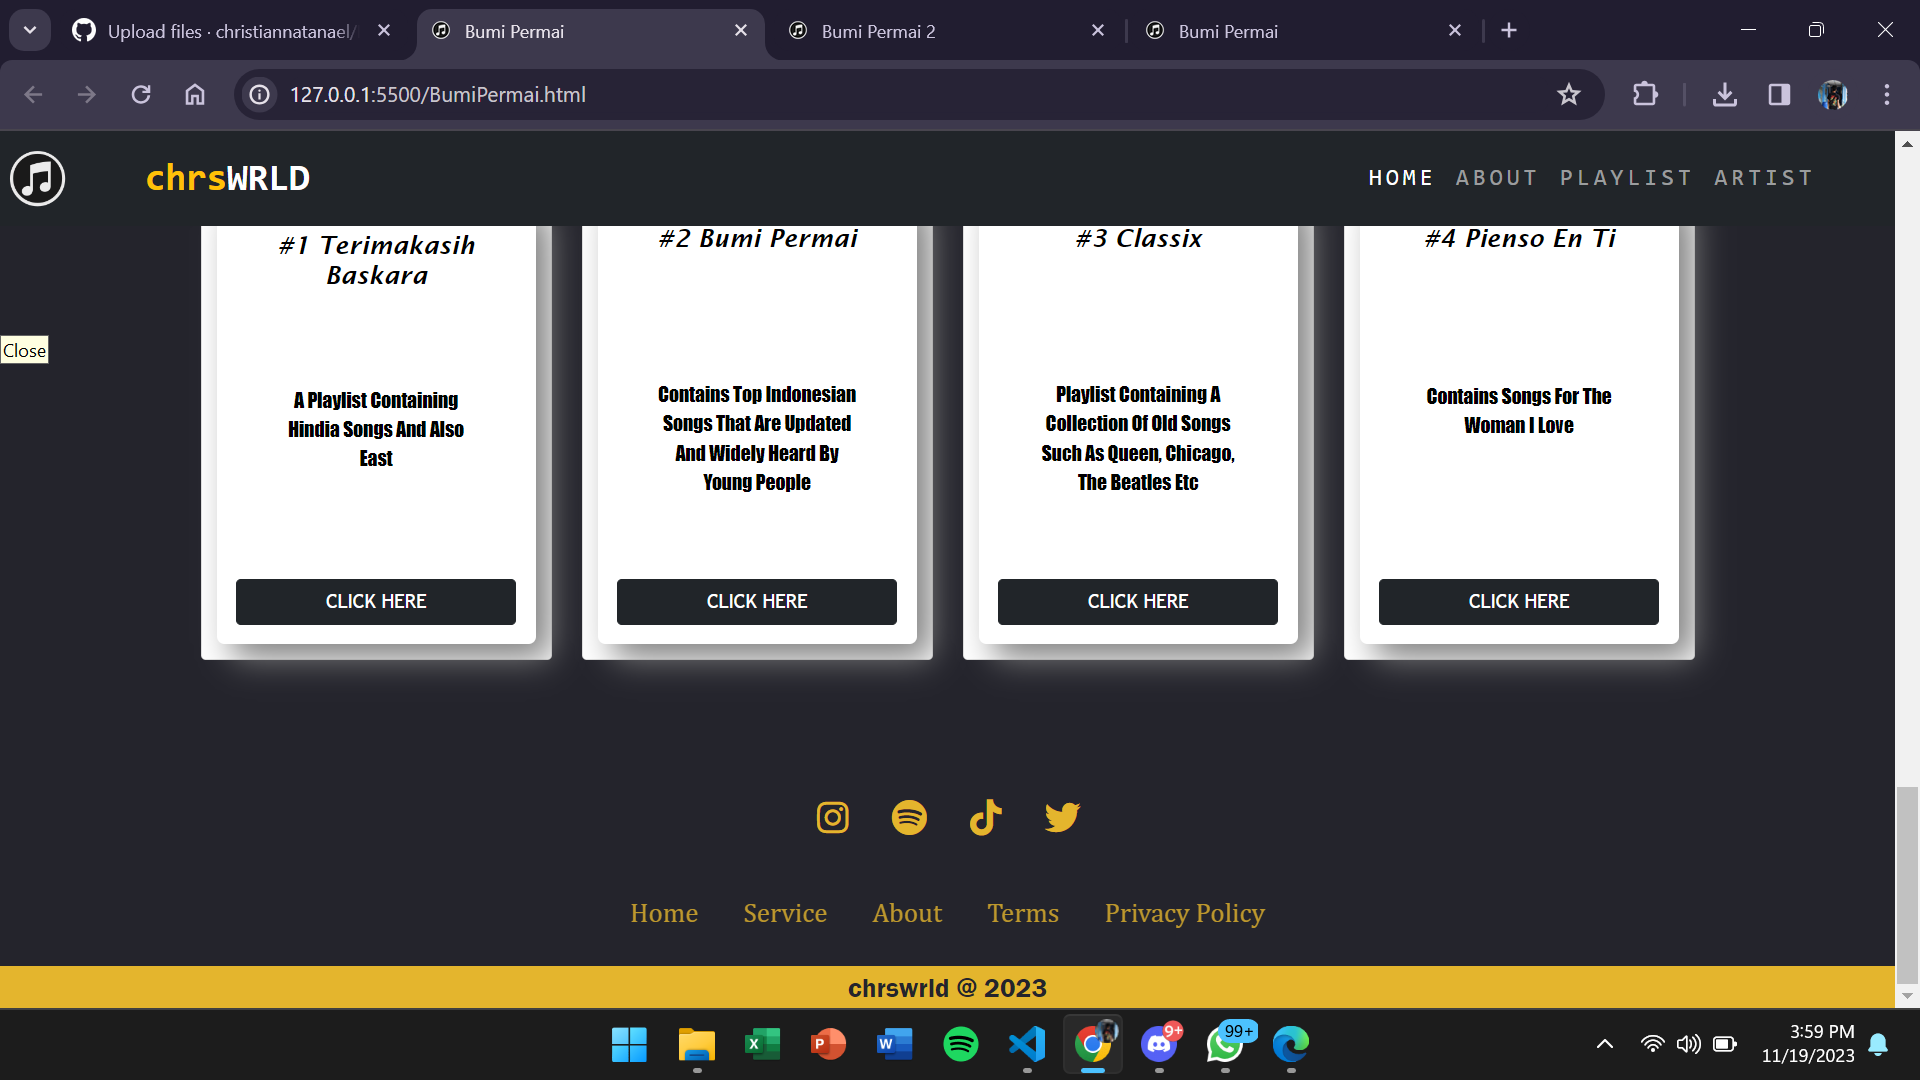 Upload files · christiannatanael/
Bumi Permai
Bumi Permai 2
Bumi Permai
127.0.0.1:5500/BumiPermai.html
chrsWRLD
HOME ABOUT PLAYLIST ARTIST
#1 Terimakasih
Baskara
#2 Bumi Permai
#3 Classix
#4 Pienso En Ti
Close
A Playlist Containing
Hindia Songs And Also
East
Contains Top Indonesian
Songs That Are Updated
And Widely Heard By
Young People
Playlist Containing A
Collection Of Old Songs
Such As Queen, Chicago,
The Beatles Etc
Contains Songs For The
Woman I Love
CLICK HERE
CLICK HERE
CLICK HERE
CLICK HERE
Home Service About Terms Privacy Policy
chrswrld @ 2023
X
P
W
9+
99+
3:59 PM
11/19/2023